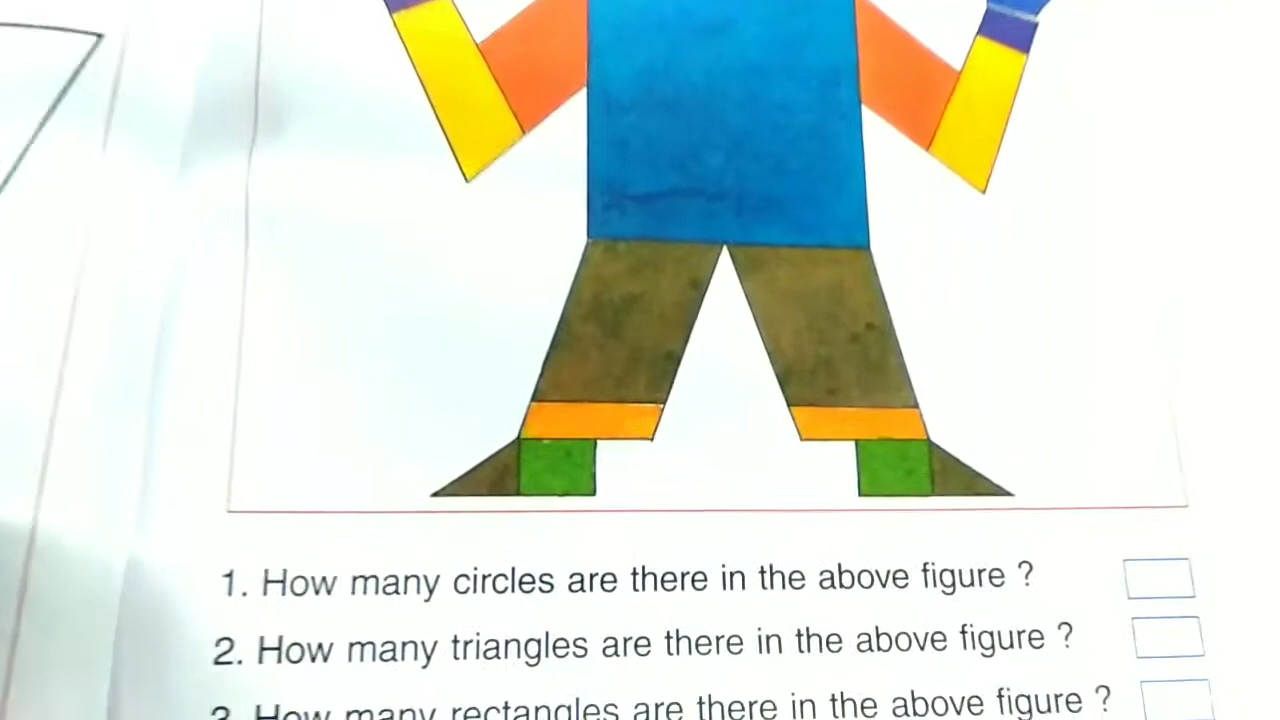 1. How many circles are there in the above figure ?
2. How many triangles are there in the above figure ?
3. How many rectangles are there in the above figure ?